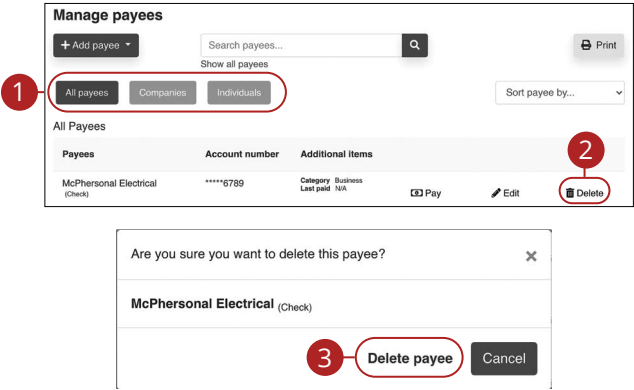 Manage payees
+ Add payee
Search payees...
Print
Show all payees
1
All payees
Companies
Individuals
Sort payee by...
All Payees
2
Payees
Account number
Additional items
McPhersonal Electrical
(Check)
*****6789
Category Business
Last paid N/A
Pay
Edit
Delete
Are you sure you want to delete this payee?
×
McPhersonal Electrical (Check)
3
Delete payee
Cancel